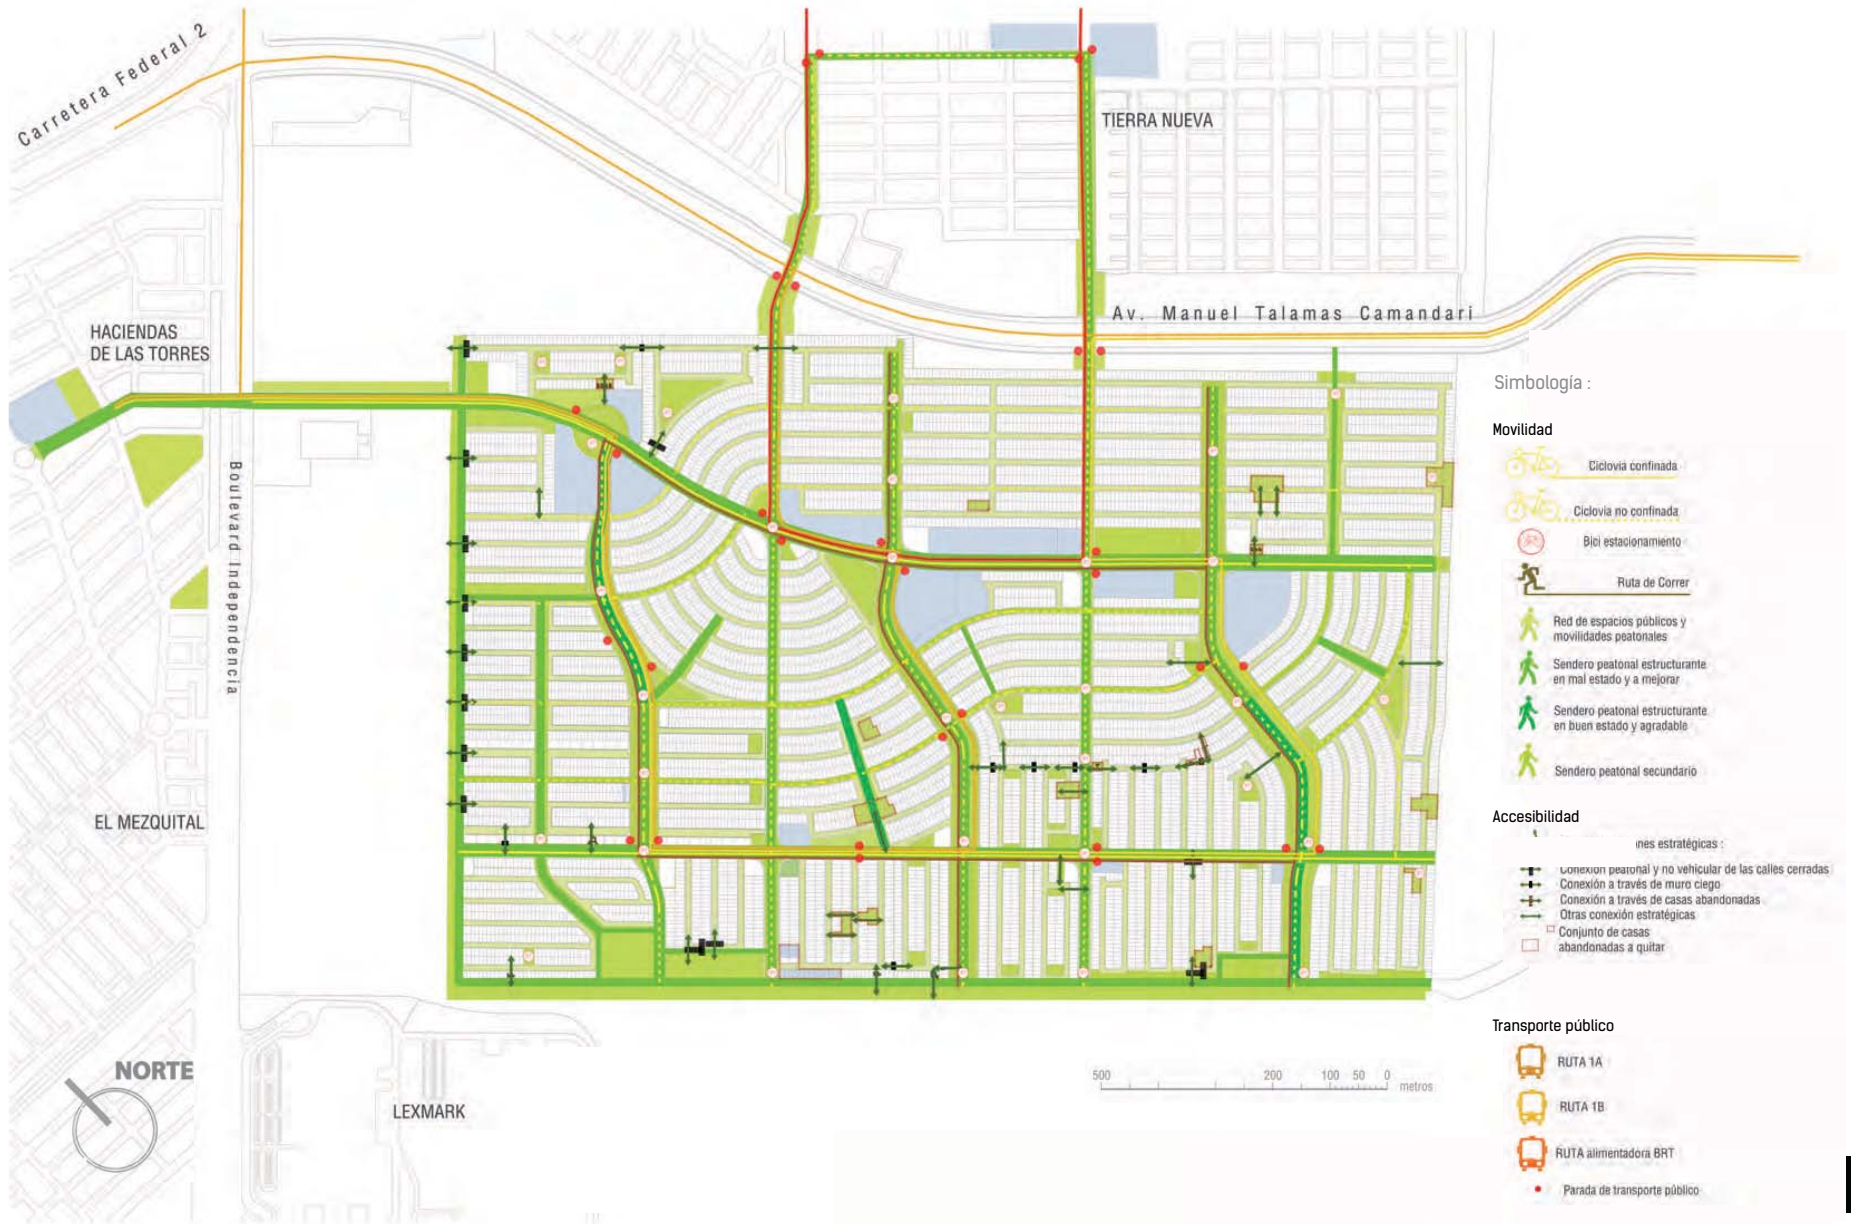 Carretera Federal 2
TIERRA NUEVA
Av. Manuel Talamas Camandari
HACIENDAS
DE LAS TORRES
Boulevard Independencia
EL MEZQUITAL
NORTE
LEXMARK
500 200 100 50 0
metros
Simbología :
Movilidad
Ciclovia confinada
Ciclovia no confinada
Bici estacionamiento
Ruta de Correr
Red de espacios públicos y
movilidades peatonales
Sendero peatonal estructurante
en mal estado y a mejorar
Sendero peatonal estructurante
en buen estado y agradable
Sendero peatonal secundario
Accesibilidad
nes estratégicas :
Conexión peatonal y no vehicular de las calles cerradas
Conexión a través de muro ciego
Conexión a través de casas abandonadas
Otras conexión estratégicas
Conjunto de casas
abandonadas a quitar
Transporte público
RUTA 1A
RUTA 1B
RUTA alimentadora BRT
Parada de transporte público